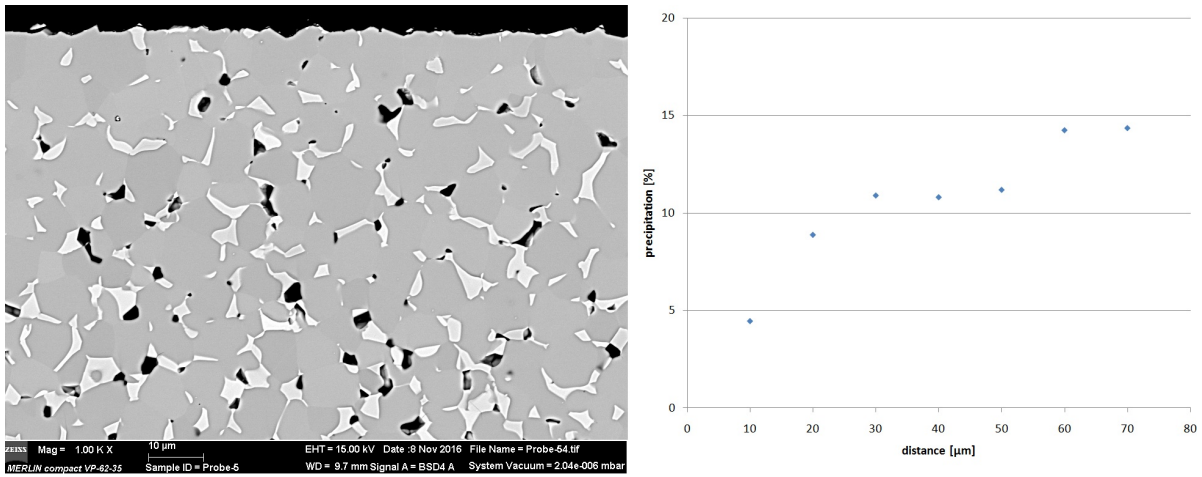 ZEISS
Mag = 1.00 K X
10 µm
EHT = 15.00 kV Date :8 Nov 2016 File Name = Probe-54.tif
MERLIN compact VP-62-35
Sample ID = Probe-5
WD = 9.7 mm Signal A = BSD4 A System Vacuum = 2.04e-006 mbar
precipitation [%]
20
15
10
5
0
0 10 20 30 40 50 60 70 80
distance [µm]